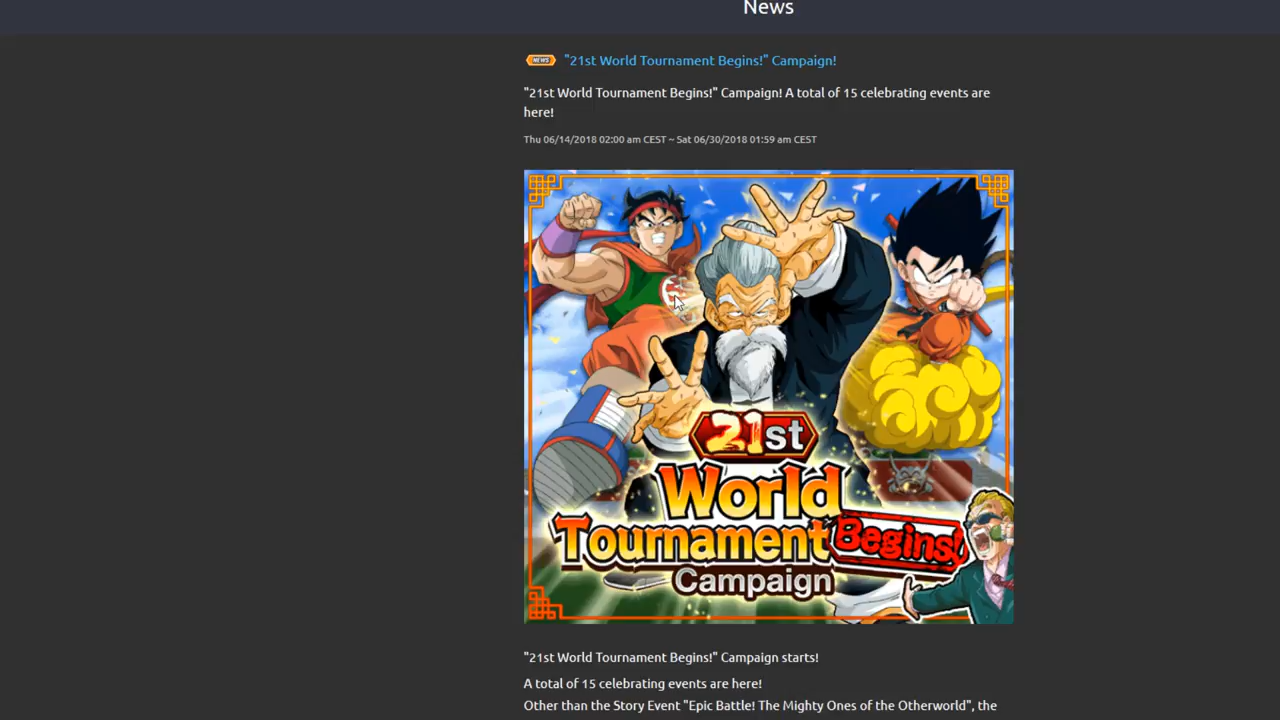 News
NEWS "21st World Tournament Begins!" Campaign!
"21st World Tournament Begins!" Campaign! A total of 15 celebrating events are
here!
Thu 06/14/2018 02:00 am CEST ~ Sat 06/30/2018 01:59 am CEST
21st
World
Tournament Begins!
Campaign
"21st World Tournament Begins!" Campaign starts!
A total of 15 celebrating events are here!
Other than the Story Event "Epic Battle! The Mighty Ones of the Otherworld", the